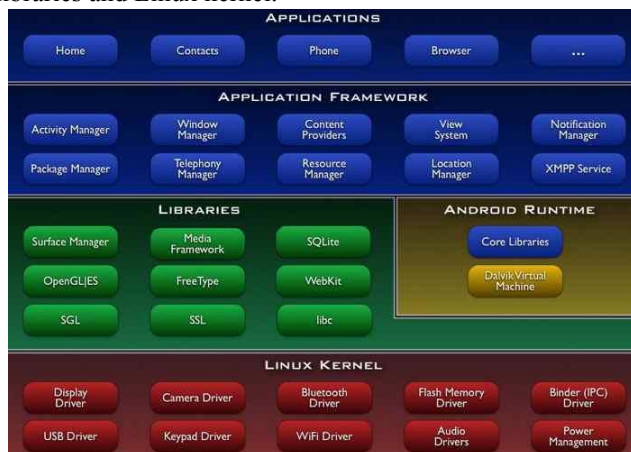 libraries and Linux kernel.
APPLICATIONS
Home
Contacts
Phone
Browser
...
APPLICATION FRAMEWORK
Activity Manager
Window
Manager
Content
Providers
View
System
Notification
Manager
Package Manager
Telephony
Manager
Resource
Manager
Location
Manager
XMPP Service
LIBRARIES
Surface Manager
Media
Framework
SQLite
OpenGL|ES
FreeType
WebKit
SGL
SSL
libc
ANDROID RUNTIME
Core Libraries
Dalvik Virtual
Machine
LINUX KERNEL
Display
Driver
Camera Driver
Bluetooth
Driver
Flash Memory
Driver
Binder (IPC)
Driver
USB Driver
Keypad Driver
WiFi Driver
Audio
Drivers
Power
Management